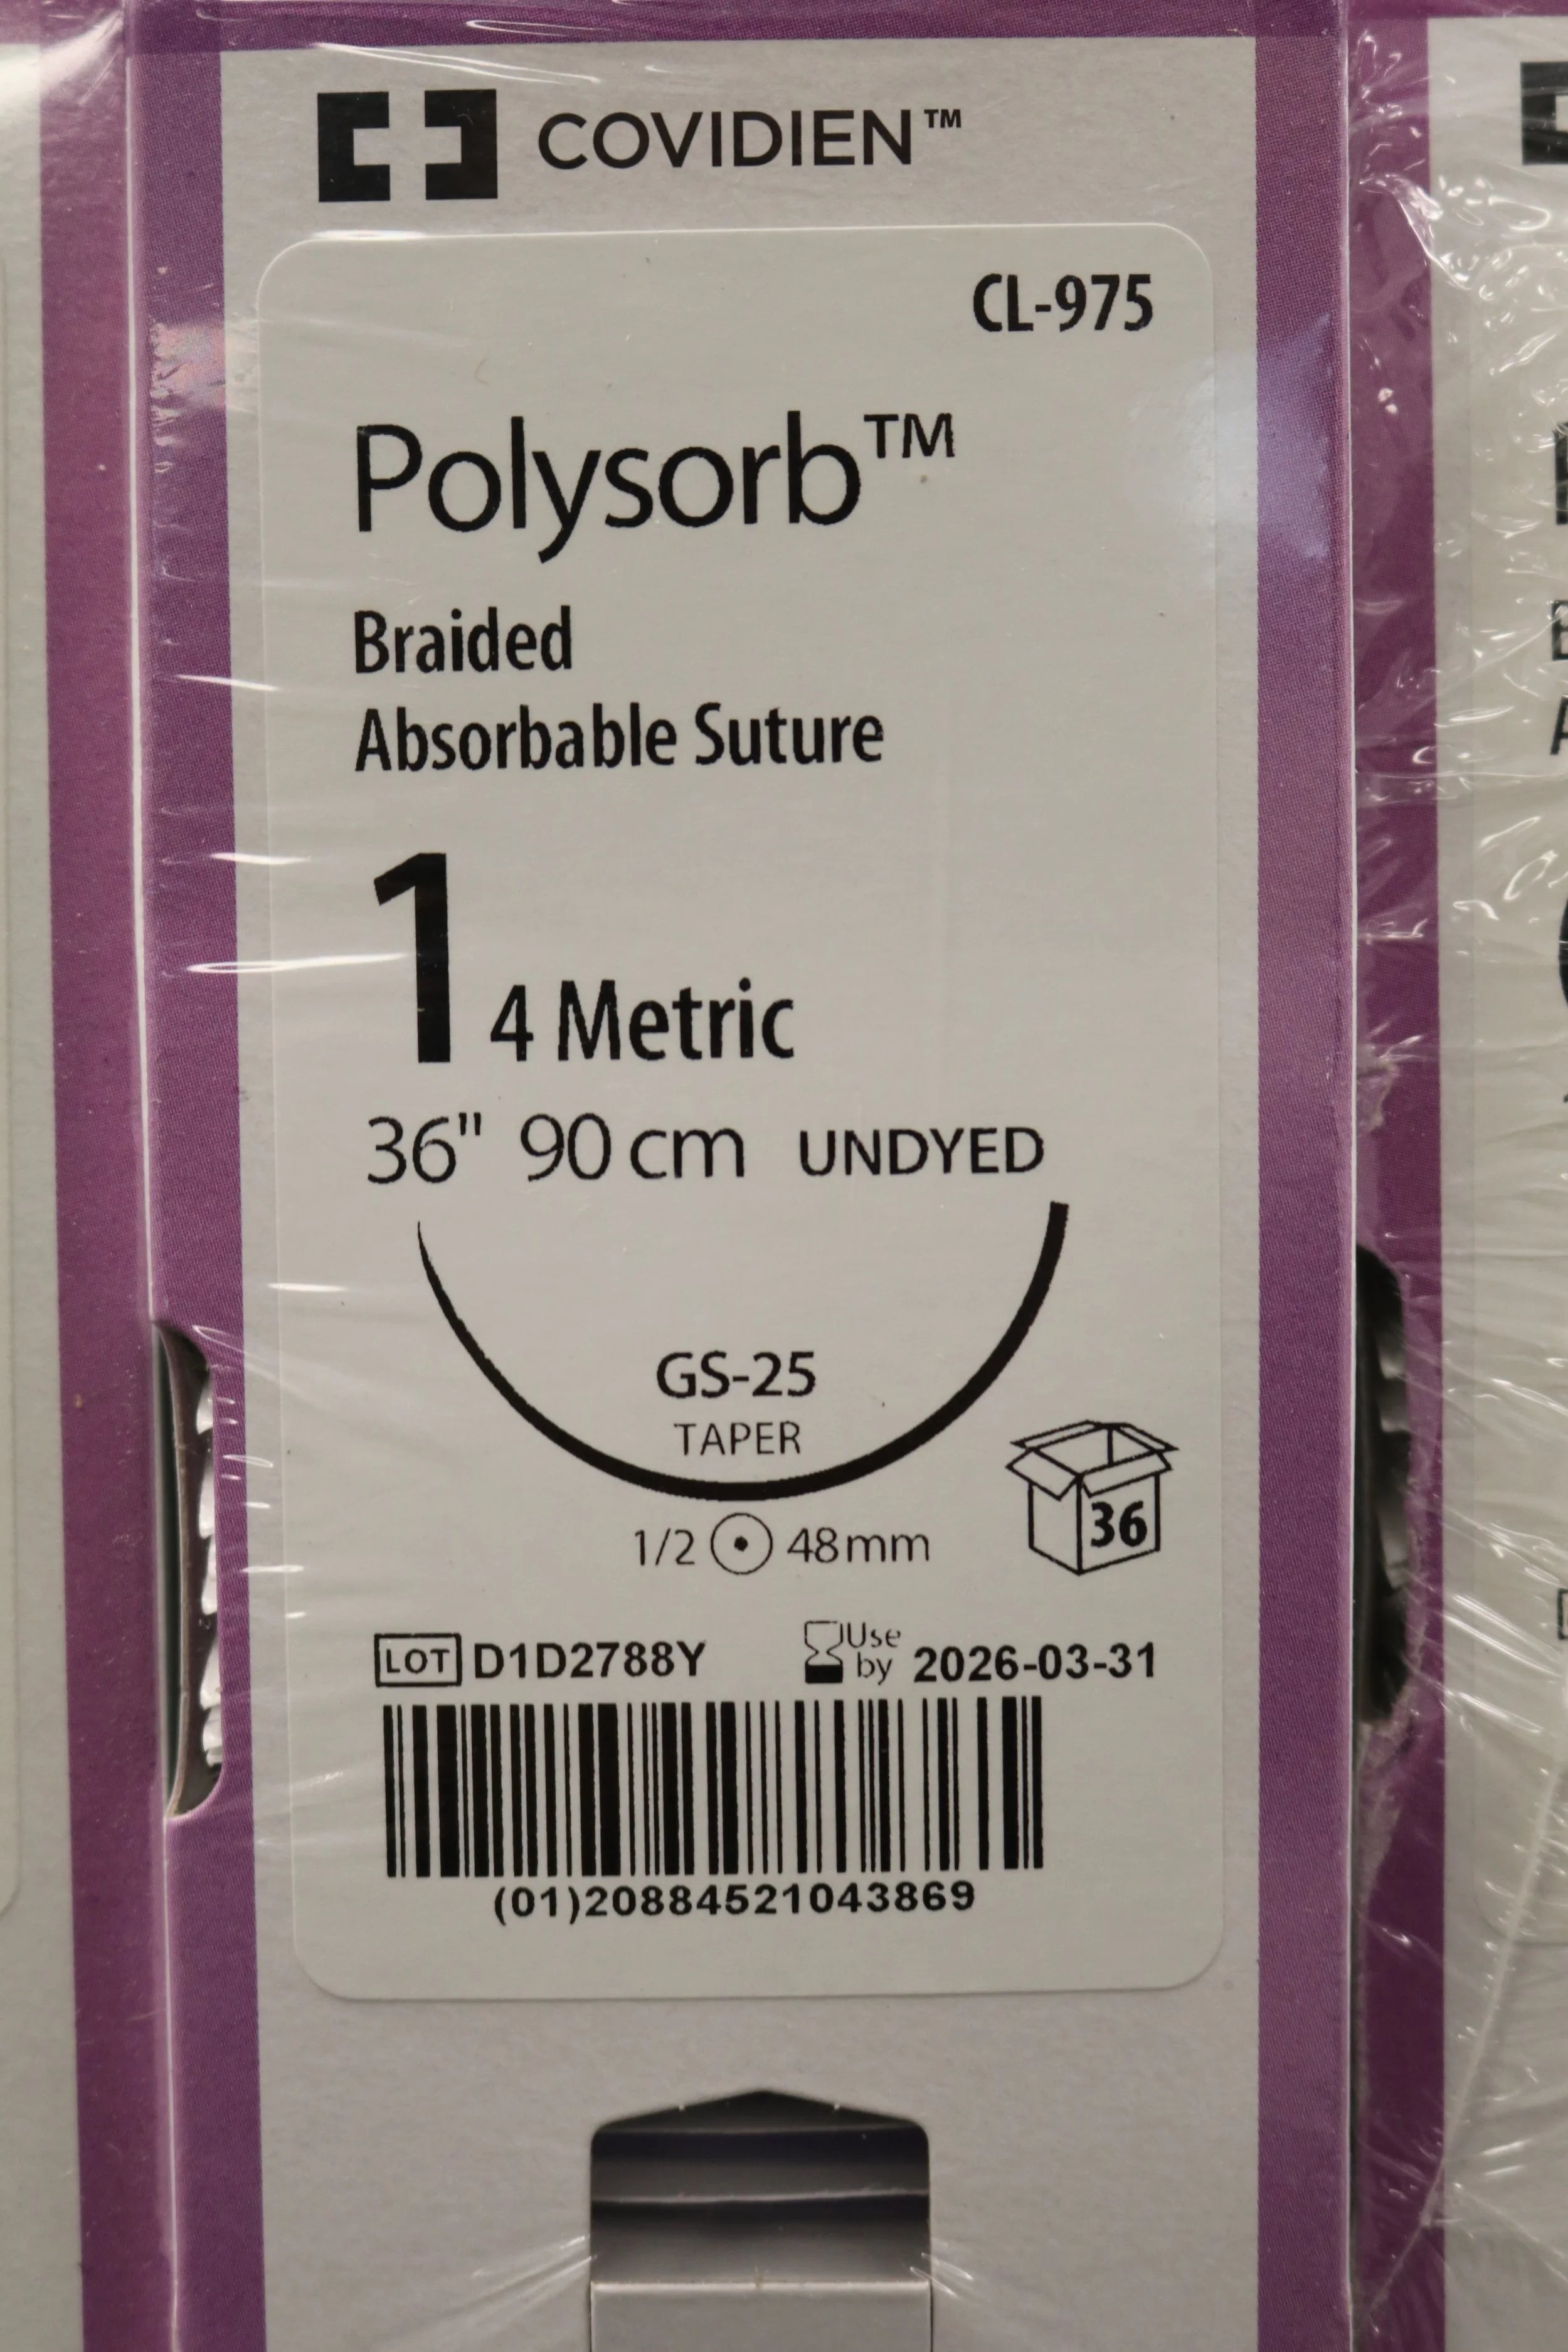 COVIDIEN™
CL-975
Polysorb™
Braided
Absorbable Suture
1 4 Metric
36" 90 cm UNDYED
GS-25
TAPER
36
1/2 48mm
LOT D1D2788Y Use by 2026-03-31
(01)20884521043869